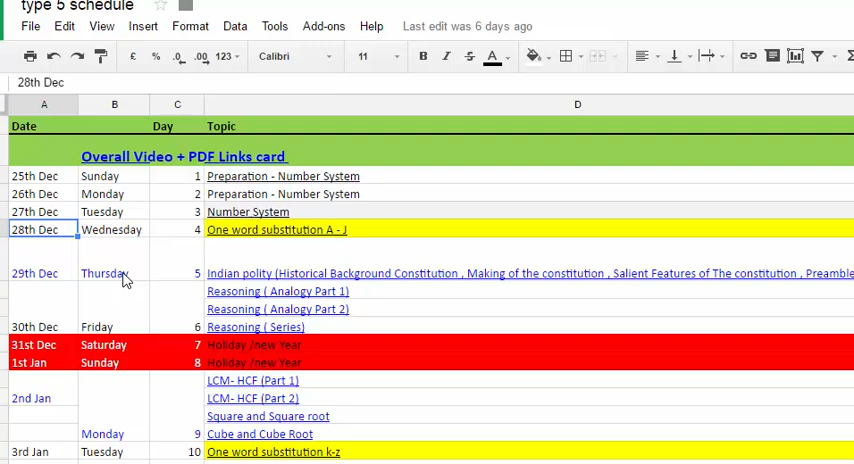 type 5 schedule
File Edit View Insert Format Data Tools Add-ons Help Last edit was 6 days ago
£ % .0 .00 123 Calibri 11 B I S A
28th Dec
A B C D
Date Day Topic
Overall Video + PDF Links card
25th Dec Sunday 1 Preparation - Number System
26th Dec Monday 2 Preparation - Number System
27th Dec Tuesday 3 Number System
28th Dec Wednesday 4 One word substitution A - J
29th Dec Thursday 5 Indian polity (Historical Background Constitution , Making of the constitution , Salient Features of The constitution , Preamble
Reasoning ( Analogy Part 1)
Reasoning ( Analogy Part 2)
30th Dec Friday 6 Reasoning ( Series)
31st Dec Saturday 7 Holiday /new Year
1st Jan Sunday 8 Holiday /new Year
LCM- HCF (Part 1)
2nd Jan LCM- HCF (Part 2)
Square and Square root
Monday 9 Cube and Cube Root
3rd Jan Tuesday 10 One word substitution k-z